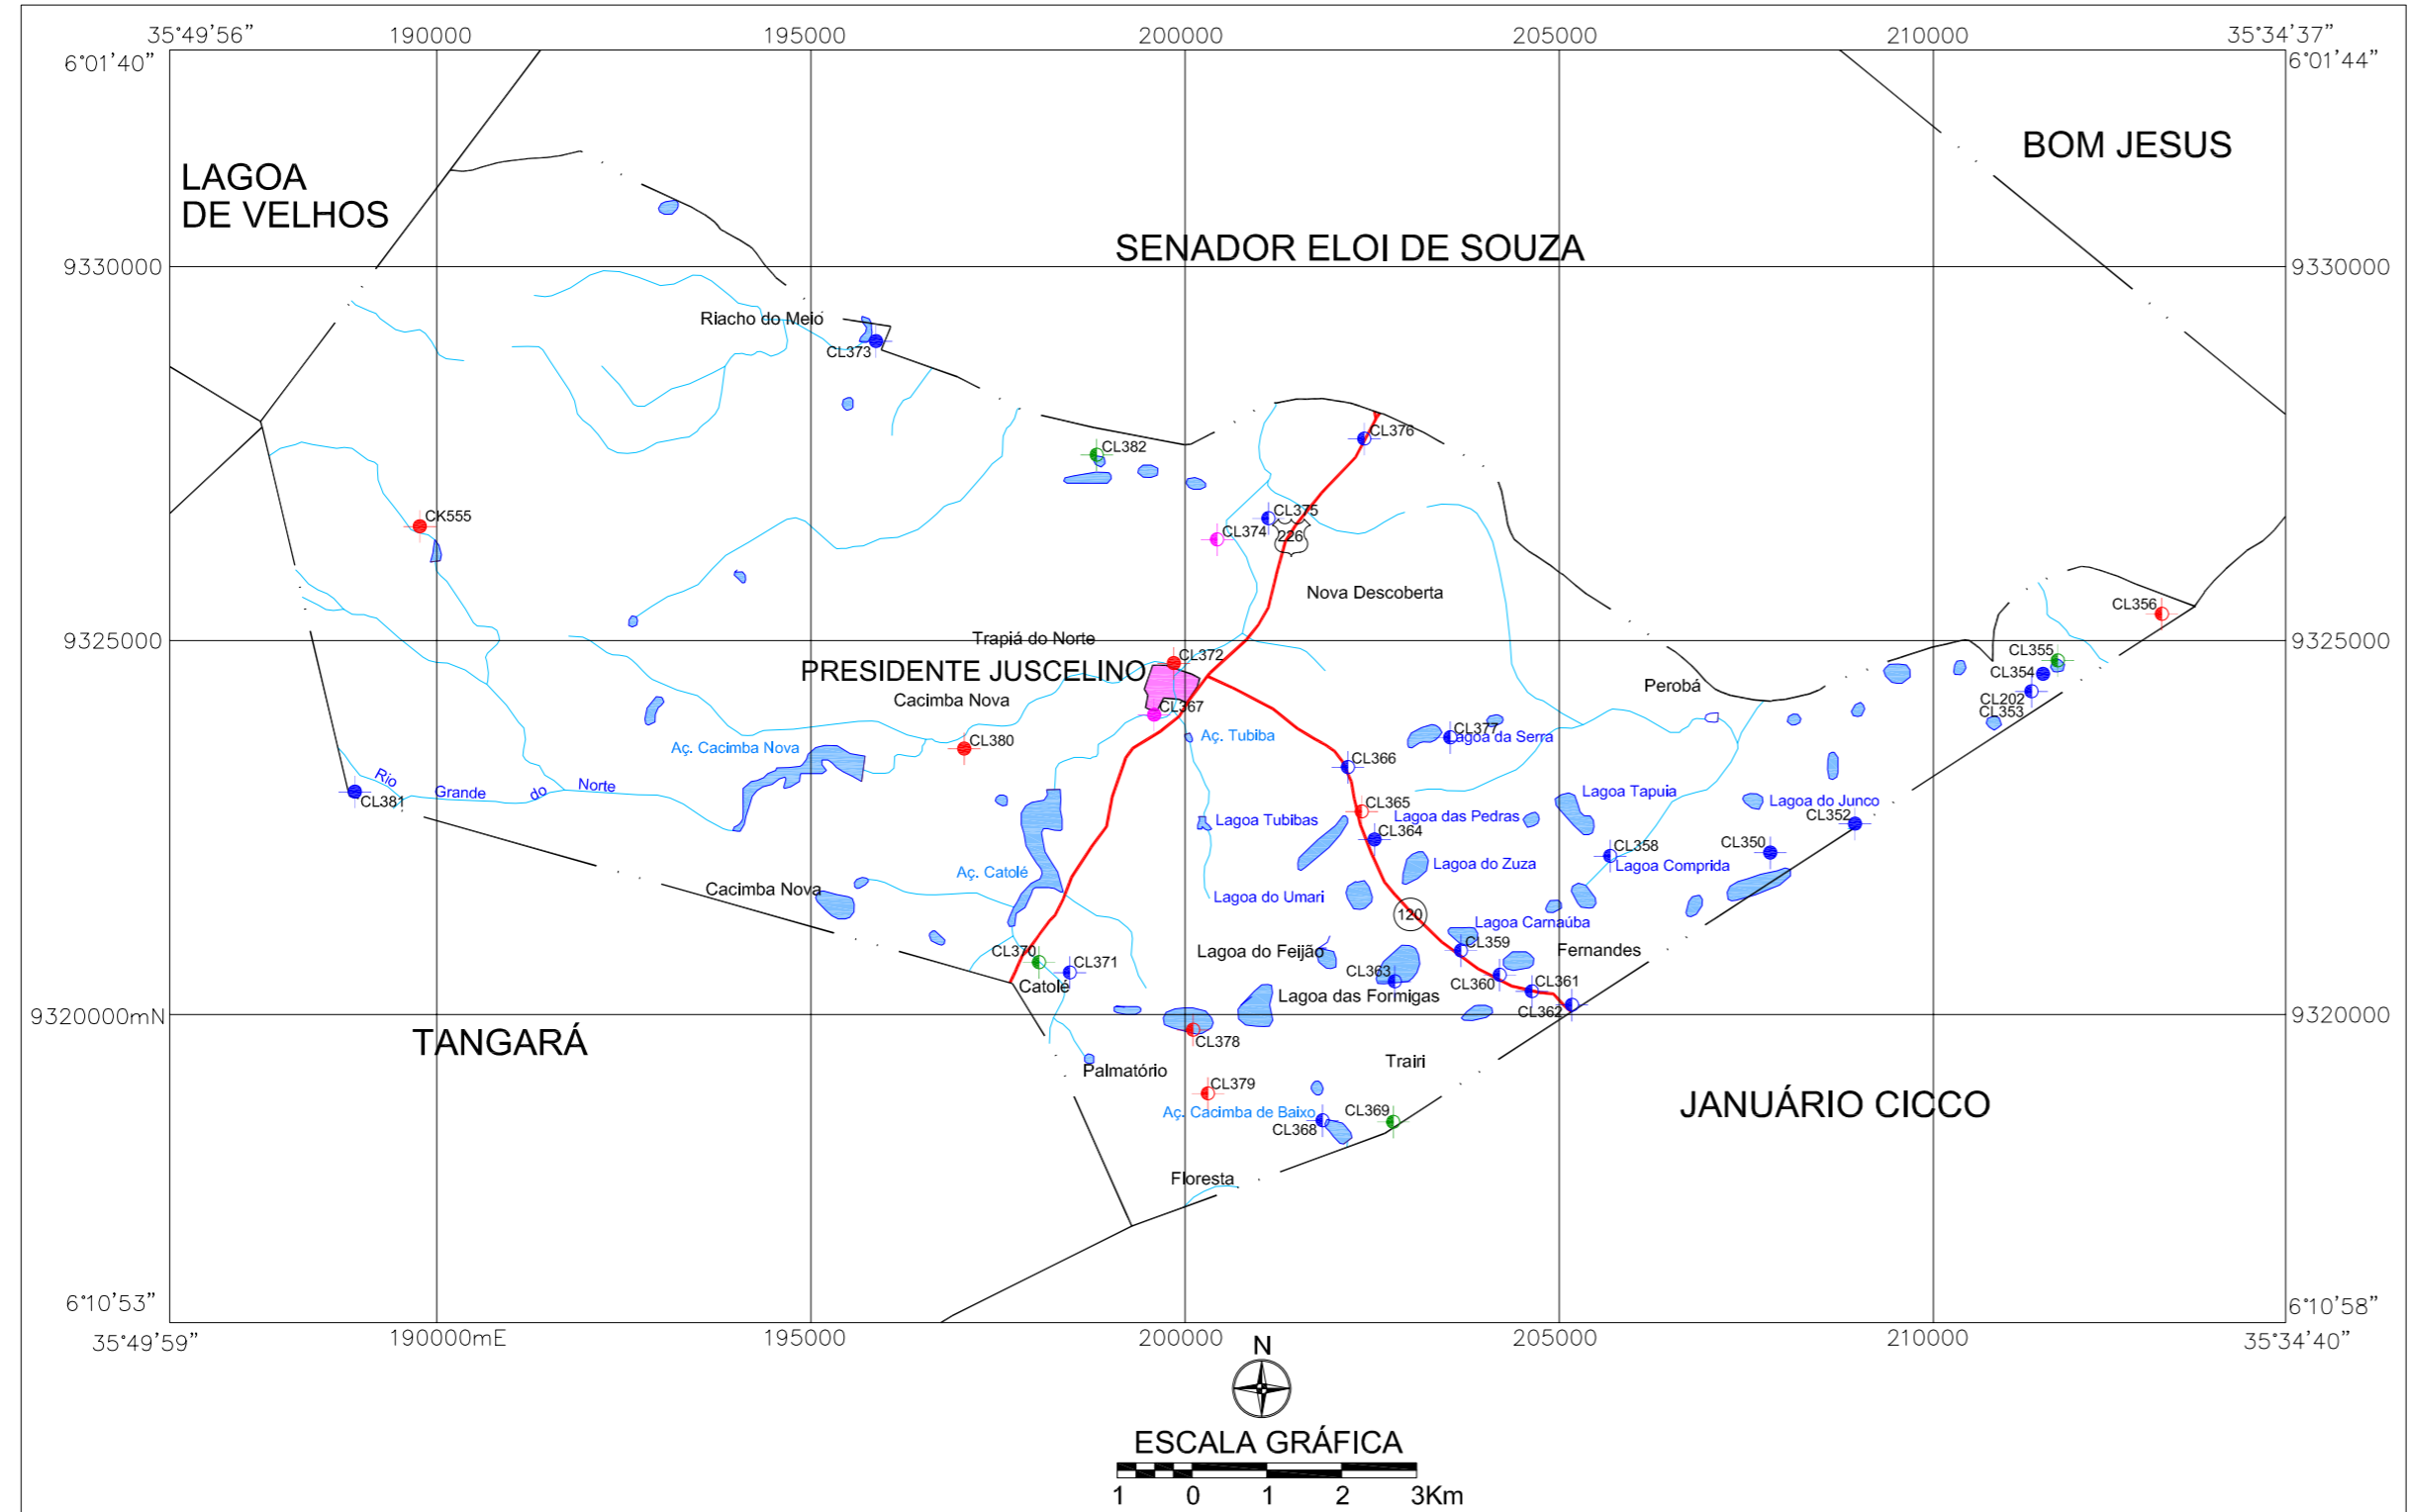 35°49'56" 190000 195000 200000 205000 210000 35°34'37"
6°01'40" 6°01'44"
BOM JESUS
LAGOA
DE VELHOS
SENADOR ELOI DE SOUZA
9330000 9330000
Riacho do Meio
CL373
CL376
CL382
CK555
CL375
CL374
226
Nova Descoberta
CL356
9325000 9325000
Trapiá do Norte
CL372
CL355
PRESIDENTE JUSCELINO
CL354
Cacimba Nova
Perobá
CL202
CL367
CL353
Aç. Cacimba Nova
CL380
Aç. Tubiba
CL377
Lagoa da Serra
CL366
Rio Grande do Norte
CL381
Lagoa Tapuia
Lagoa do Junco
CL365
Lagoa Tubibas
Lagoa das Pedras
CL352
CL364
CL358
CL350
Lagoa do Zuza
Lagoa Comprida
Aç. Catolé
Cacimba Nova
Lagoa do Umari
120
Lagoa Carnaúba
CL370
Lagoa do Feijão
CL359
Fernandes
CL371
CL363
CL360
CL361
Catolé
Lagoa das Formigas
CL362
9320000mN 9320000
TANGARÁ
CL378
Palmatório
Trairi
CL379
Aç. Cacimba de Baixo
CL369
CL368
JANUÁRIO CICCO
Floresta
6°10'53" 6°10'58"
35°49'59" 190000mE 195000 200000 205000 210000 35°34'40"
N
ESCALA GRÁFICA
1 0 1 2 3Km